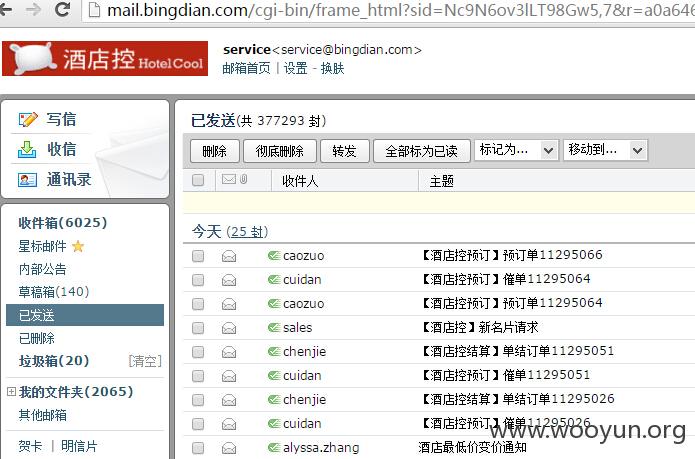 mail.bingdian.com/cgi-bin/frame_html?sid=Nc9N6ov3lLT98Gw5,7&r=a0a646
酒店控 HotelCool
service<service@bingdian.com>
邮箱首页 | 设置 - 换肤
写信
收信
通讯录
收件箱(6025)
星标邮件
内部公告
草稿箱(140)
已发送
已删除
垃圾箱(20) [清空]
我的文件夹(2065)
其他邮箱
贺卡 | 明信片
已发送(共 377293 封)
删除 彻底删除 转发 全部标为已读 标记为... 移动到...
收件人 主题
今天 (25 封)
caozuo 【酒店控预订】预订单11295066
cuidan 【酒店控预订】催单11295064
caozuo 【酒店控预订】预订单11295064
sales 【酒店控】新名片请求
chenjie 【酒店控结算】单结订单11295051
cuidan 【酒店控预订】催单11295051
chenjie 【酒店控结算】单结订单11295026
cuidan 【酒店控预订】催单11295026
alyssa.zhang 酒店最低价变价通知
www.wooyun.org